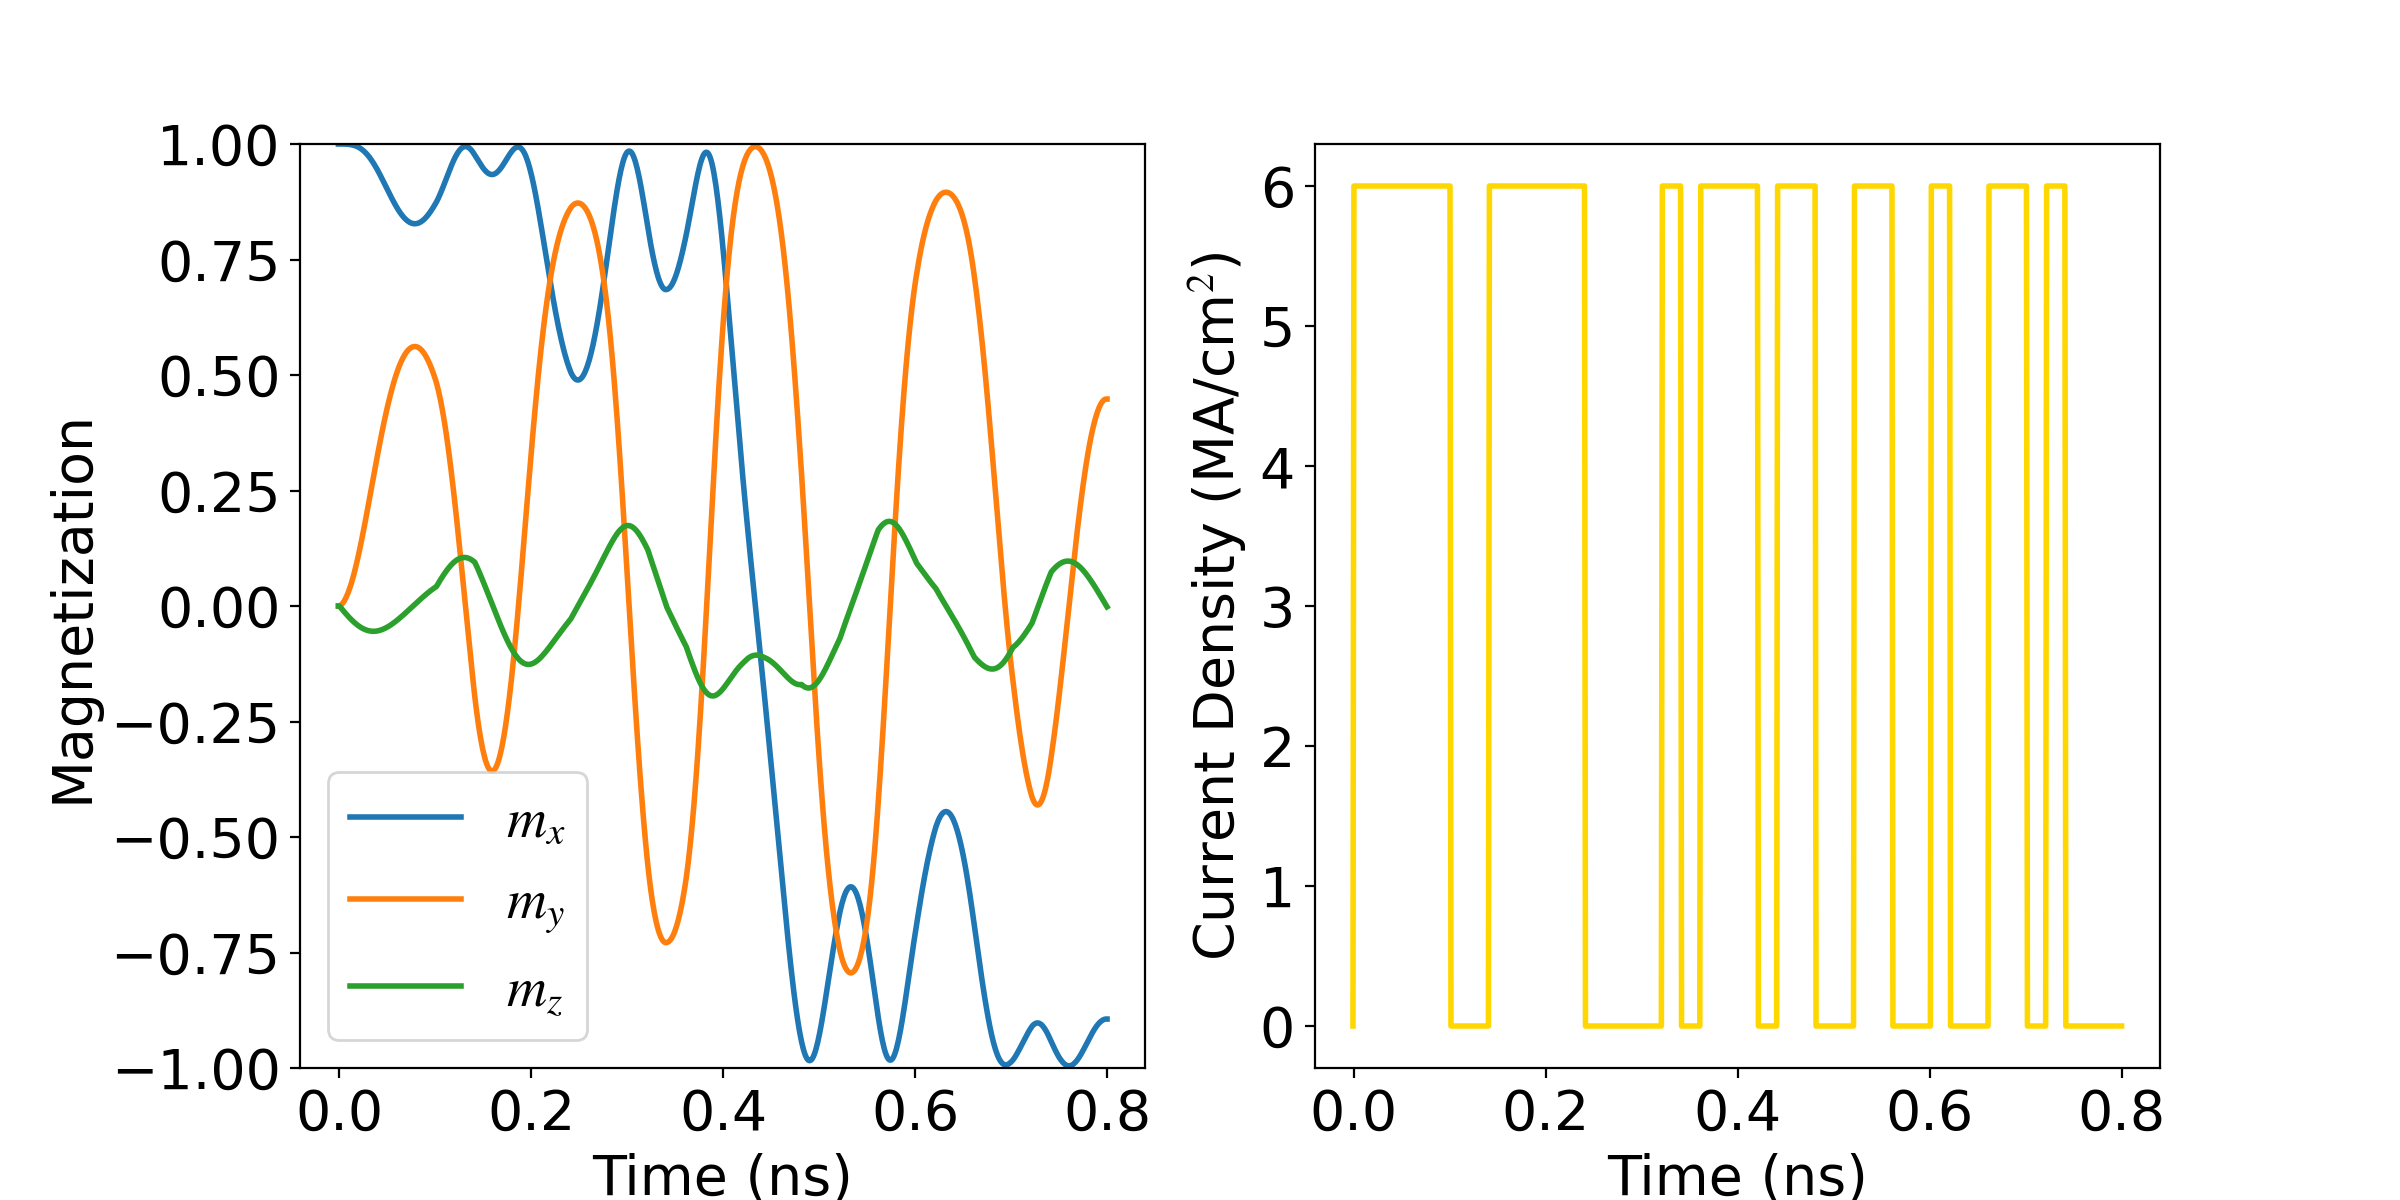 Magnetization
1.00
0.75
0.50
0.25
0.00
−0.25
−0.50
−0.75
−1.00
0.0 0.2 0.4 0.6 0.8
Time (ns)
m_x
m_y
m_z
Current Density (MA/cm²)
6
5
4
3
2
1
0
0.0 0.2 0.4 0.6 0.8
Time (ns)